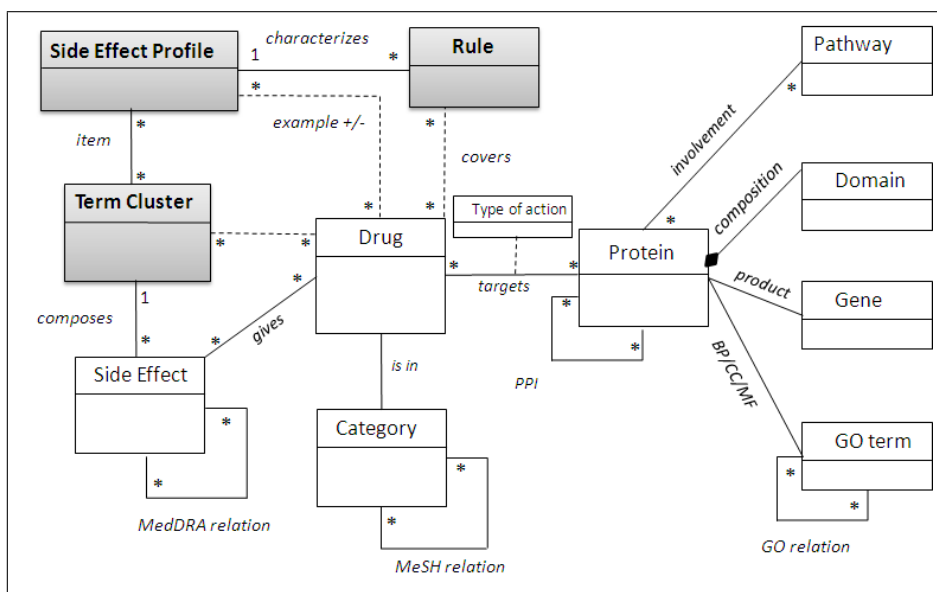 Side Effect Profile
1
characterizes
*
Rule
Pathway
*
*
example +/-
*
item
*
*
covers
involvement
*
Term Cluster
*
*
*
*
Drug
Type of action
*
*
targets
Protein
composition
Domain
1
composes
*
*
gives
*
product
Gene
*
*
PPI
Side Effect
*
*
MedDRA relation
is in
Category
*
*
MeSH relation
BP/CC/MF
GO term
*
*
GO relation